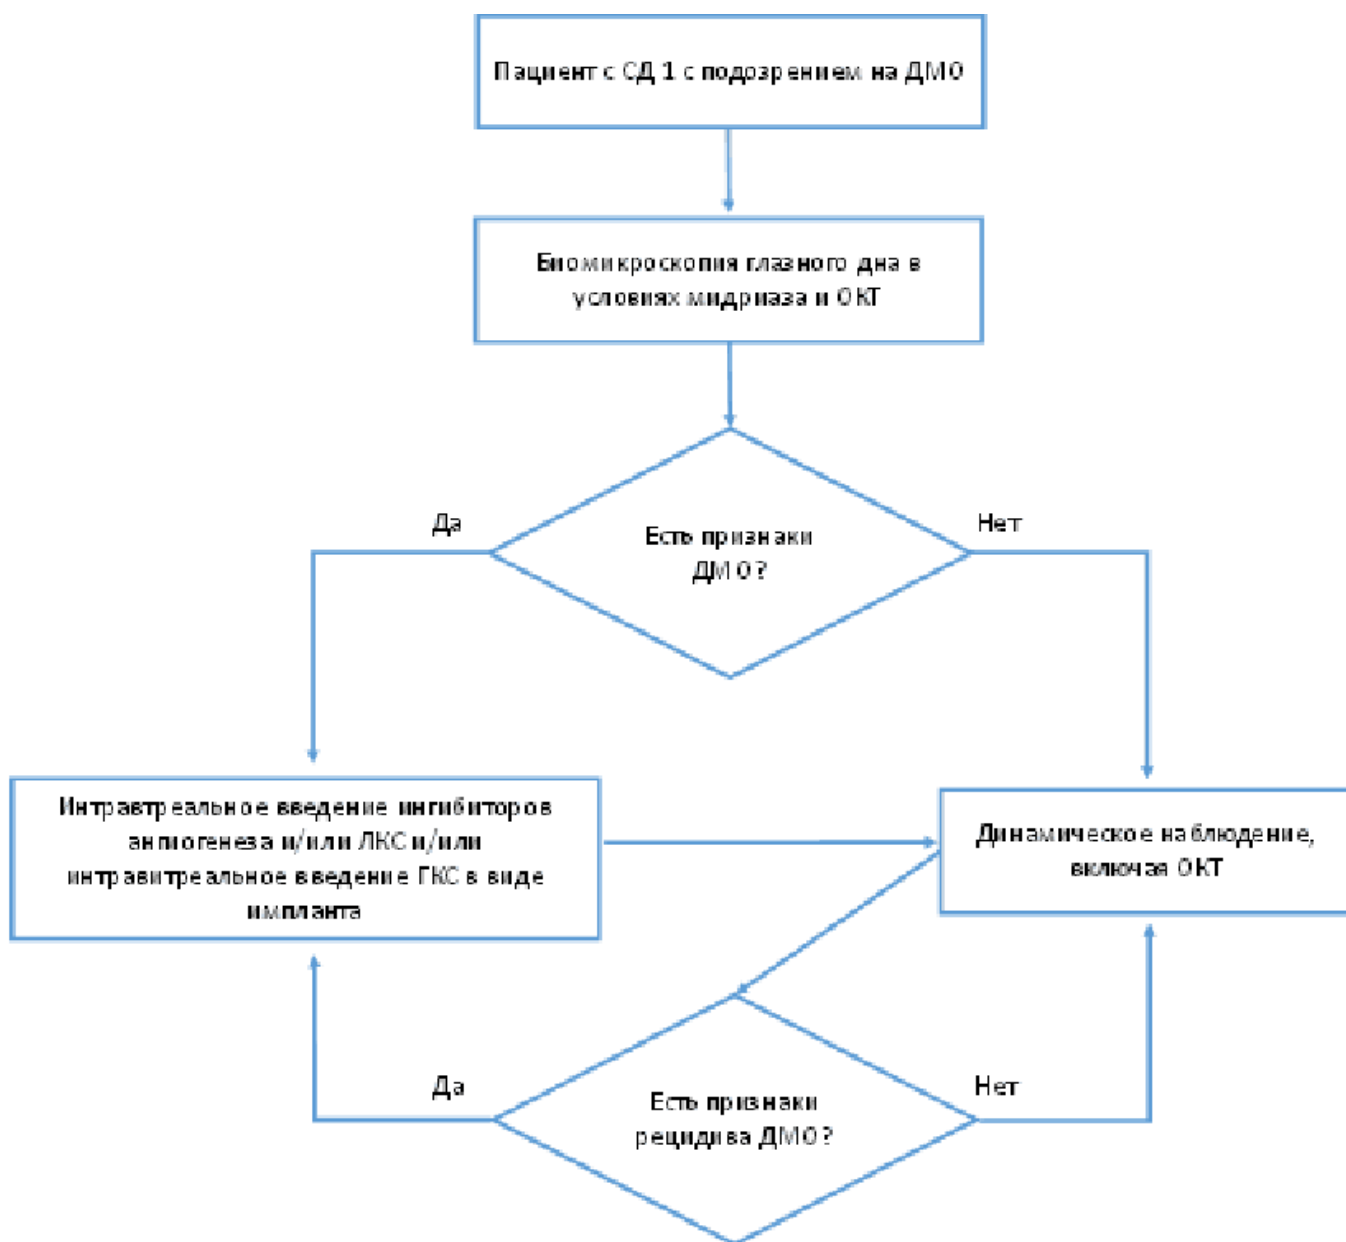 Пациент с СД 1 с подозрением на ДМО
Биомикроскопия глазного дна в
условиях мидриаза и ОКТ
Да
Нет
Есть признаки
ДМО?
Интравтреальное введение ингибиторов
ангиогенеза и/или ЛКС и/или
интравитреальное введение ГКС в виде
импланта
Динамическое наблюдение,
включая ОКТ
Да
Нет
Есть признаки
рецидива ДМО?